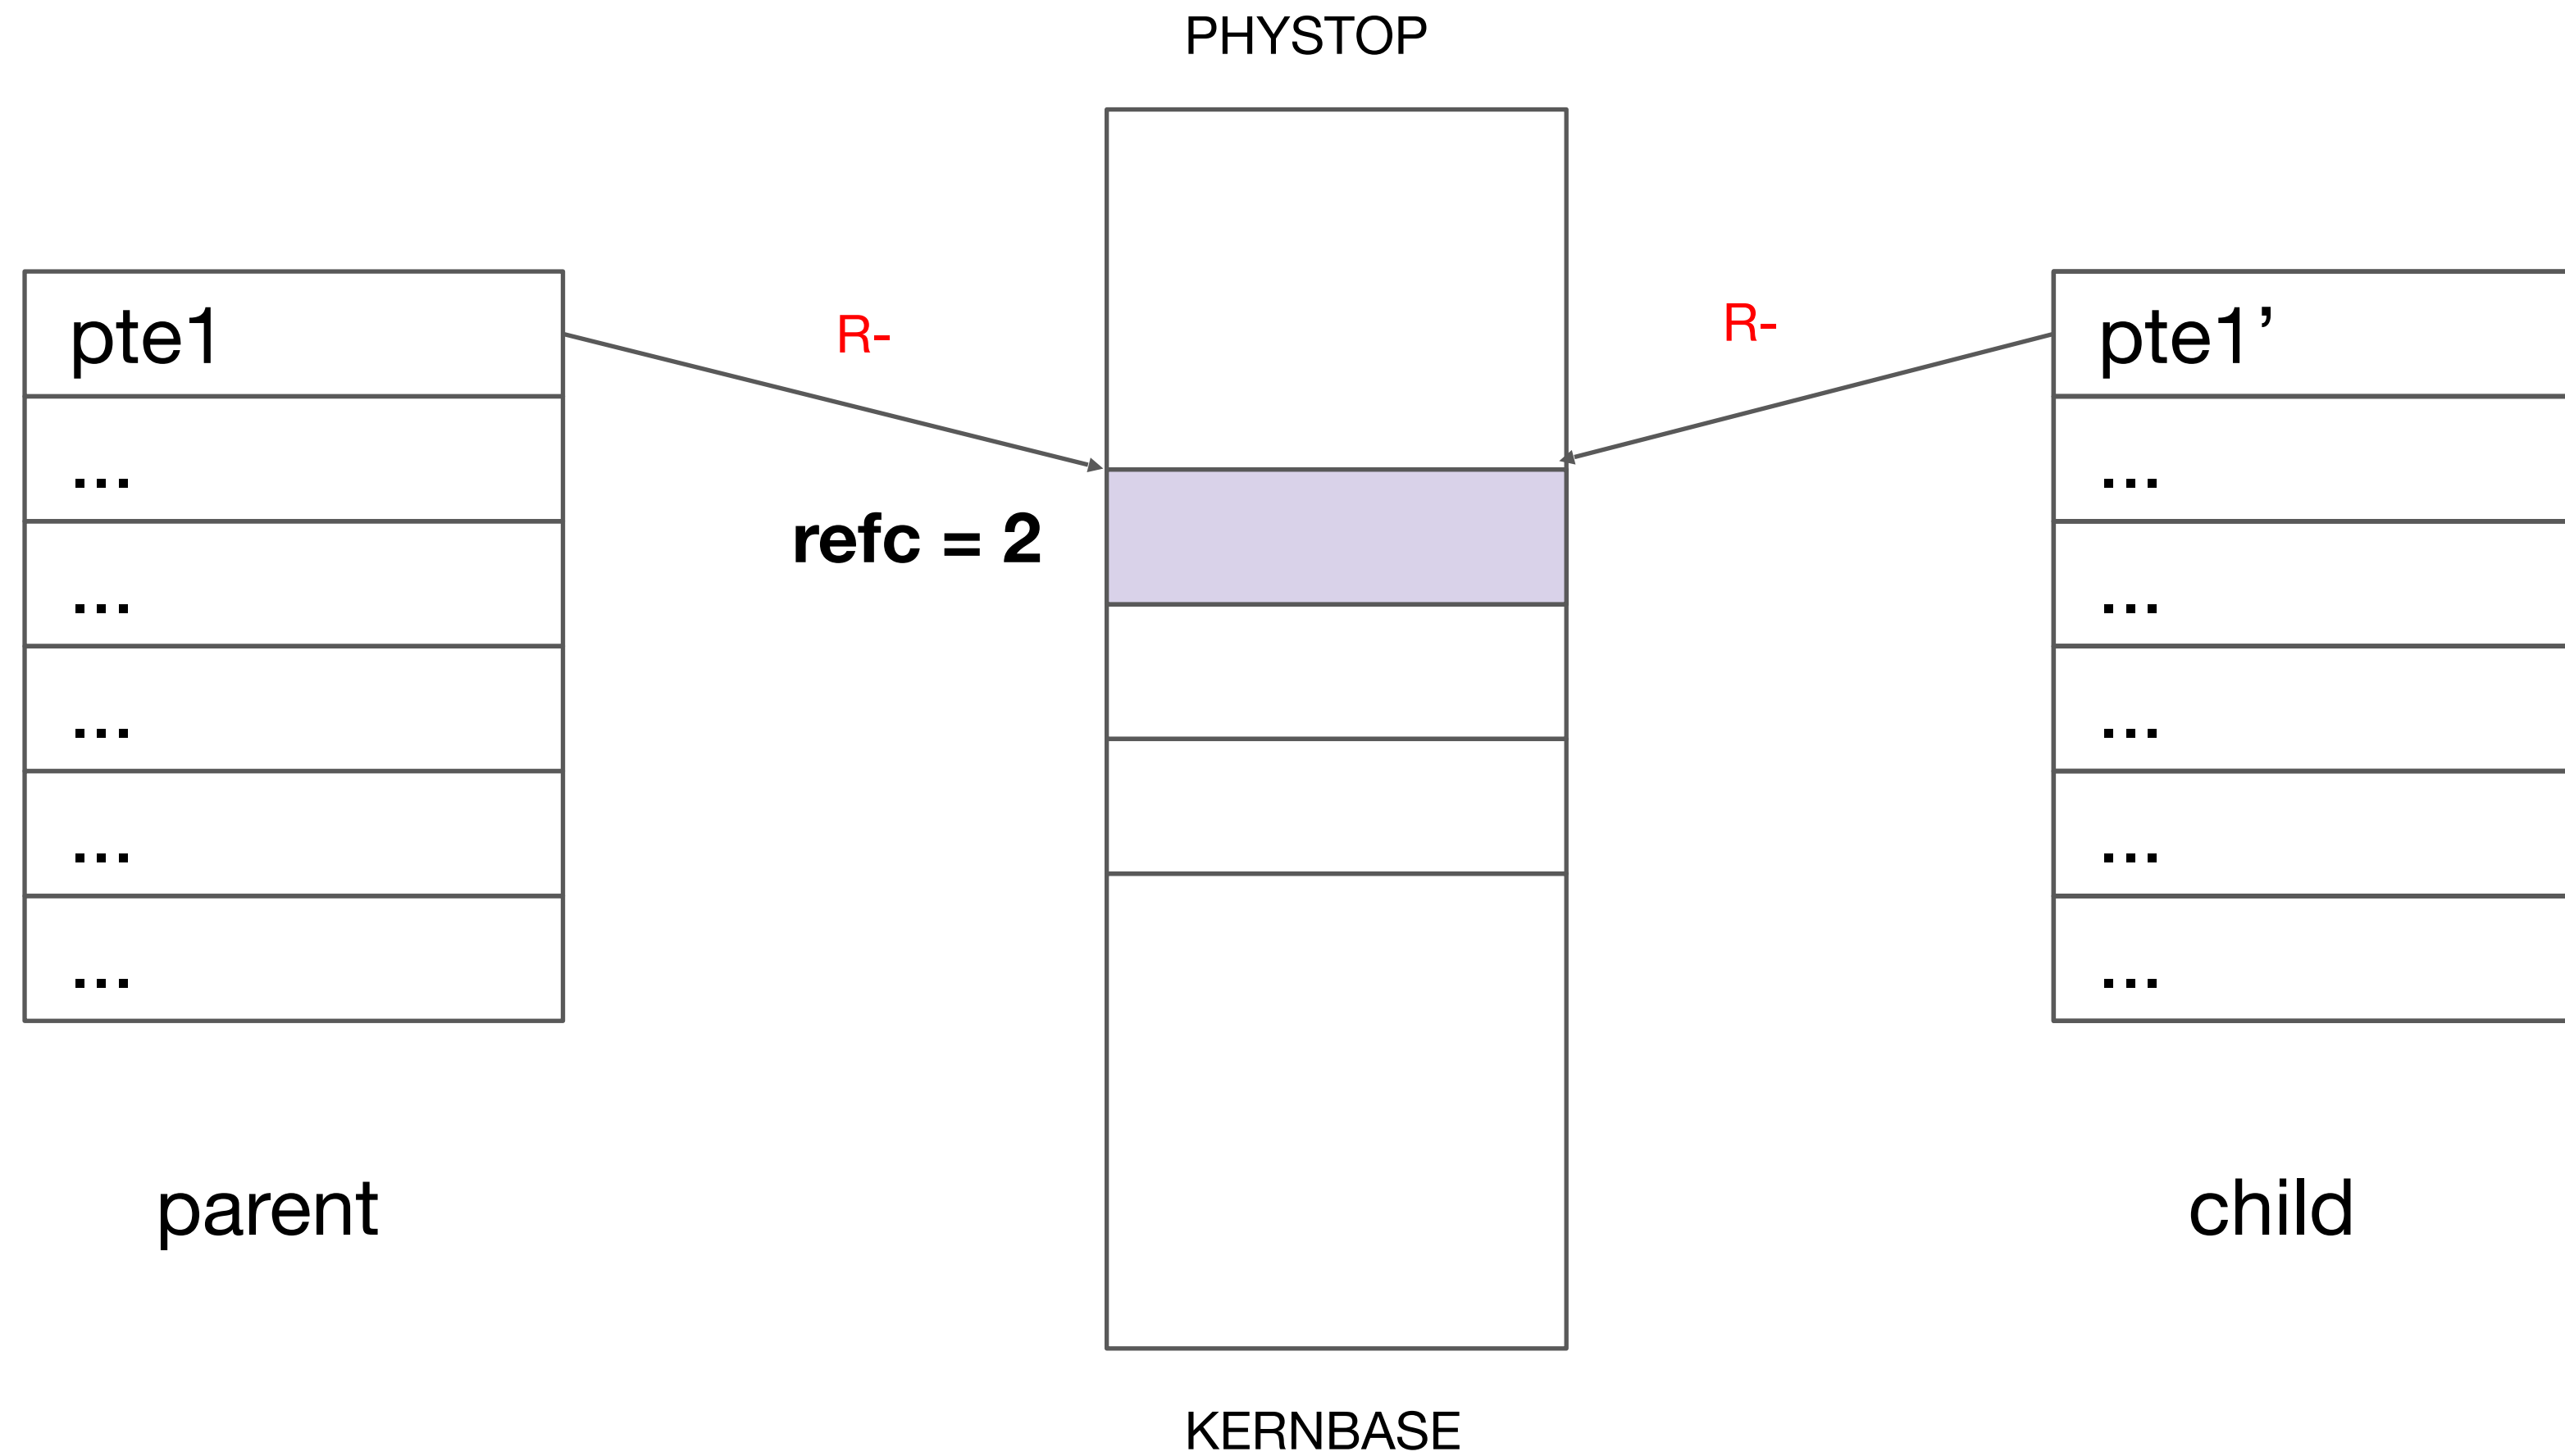 PHYSTOP
pte1
...
...
...
...
...
parent
R-
refc = 2
R-
pte1’
...
...
...
...
...
child
KERNBASE